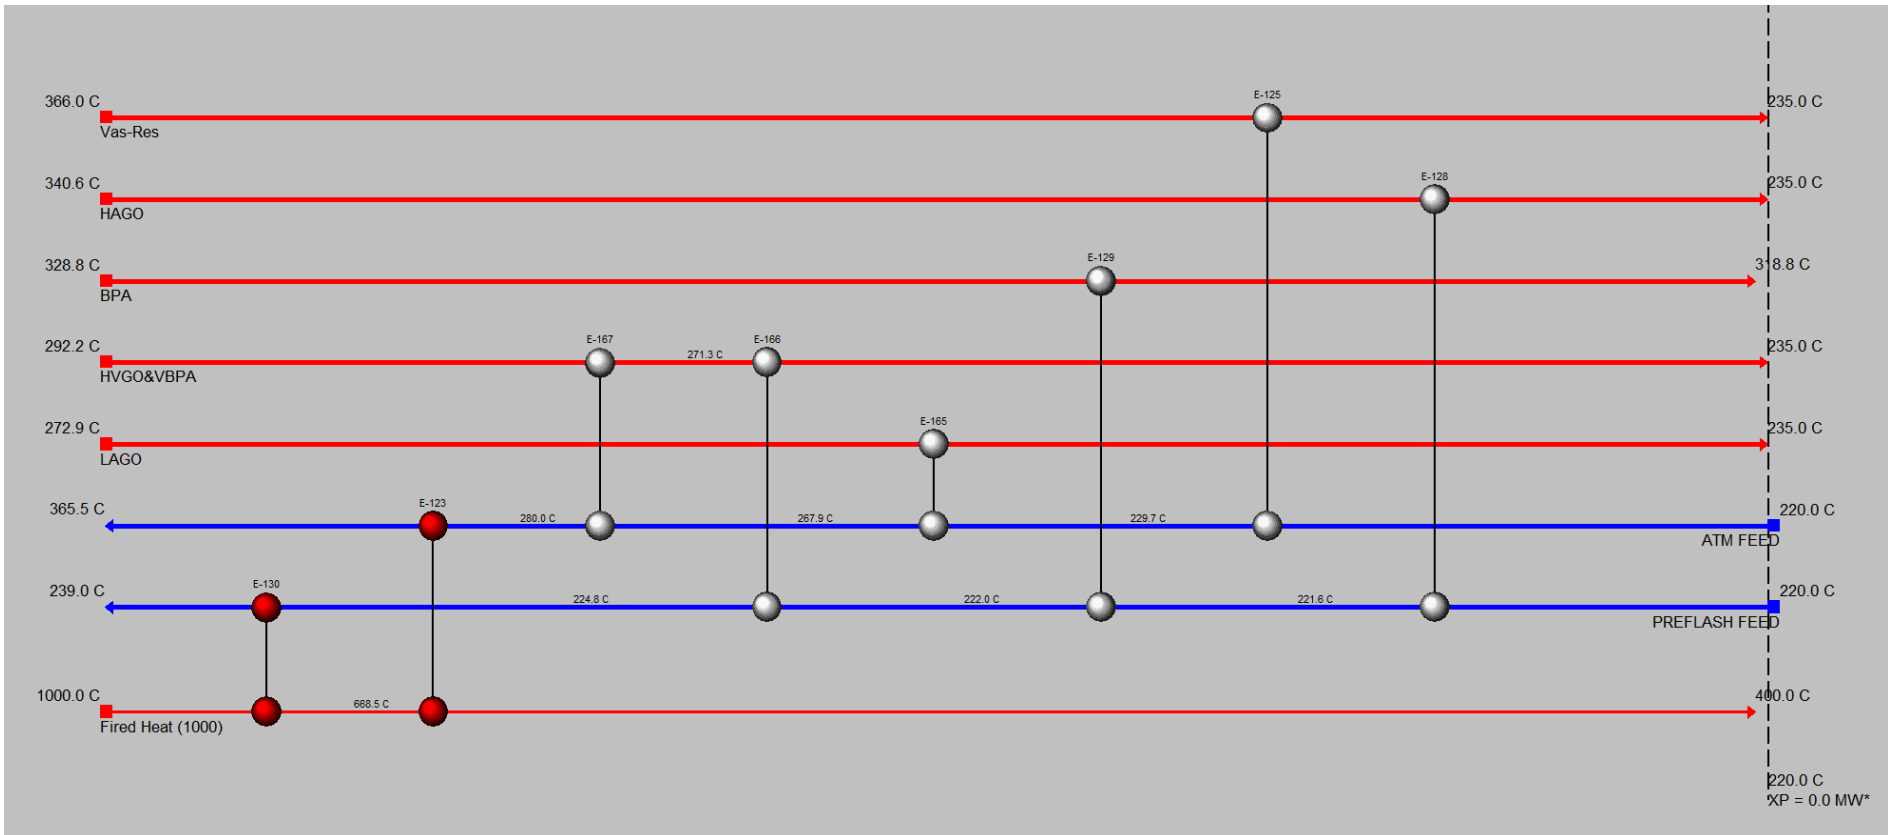 E-125
366.0 C
235.0 C
Vas-Res
E-128
340.6 C
235.0 C
HAGO
E-129
328.8 C
318.8 C
BPA
E-167
E-166
292.2 C
271.3 C
235.0 C
HVGO&VBPA
E-165
272.9 C
235.0 C
LAGO
E-123
365.5 C
280.0 C
267.9 C
229.7 C
220.0 C
ATM FEED
E-130
239.0 C
224.8 C
222.0 C
221.6 C
220.0 C
PREFLASH FEED
1000.0 C
668.5 C
400.0 C
Fired Heat (1000)
220.0 C
XP = 0.0 MW*